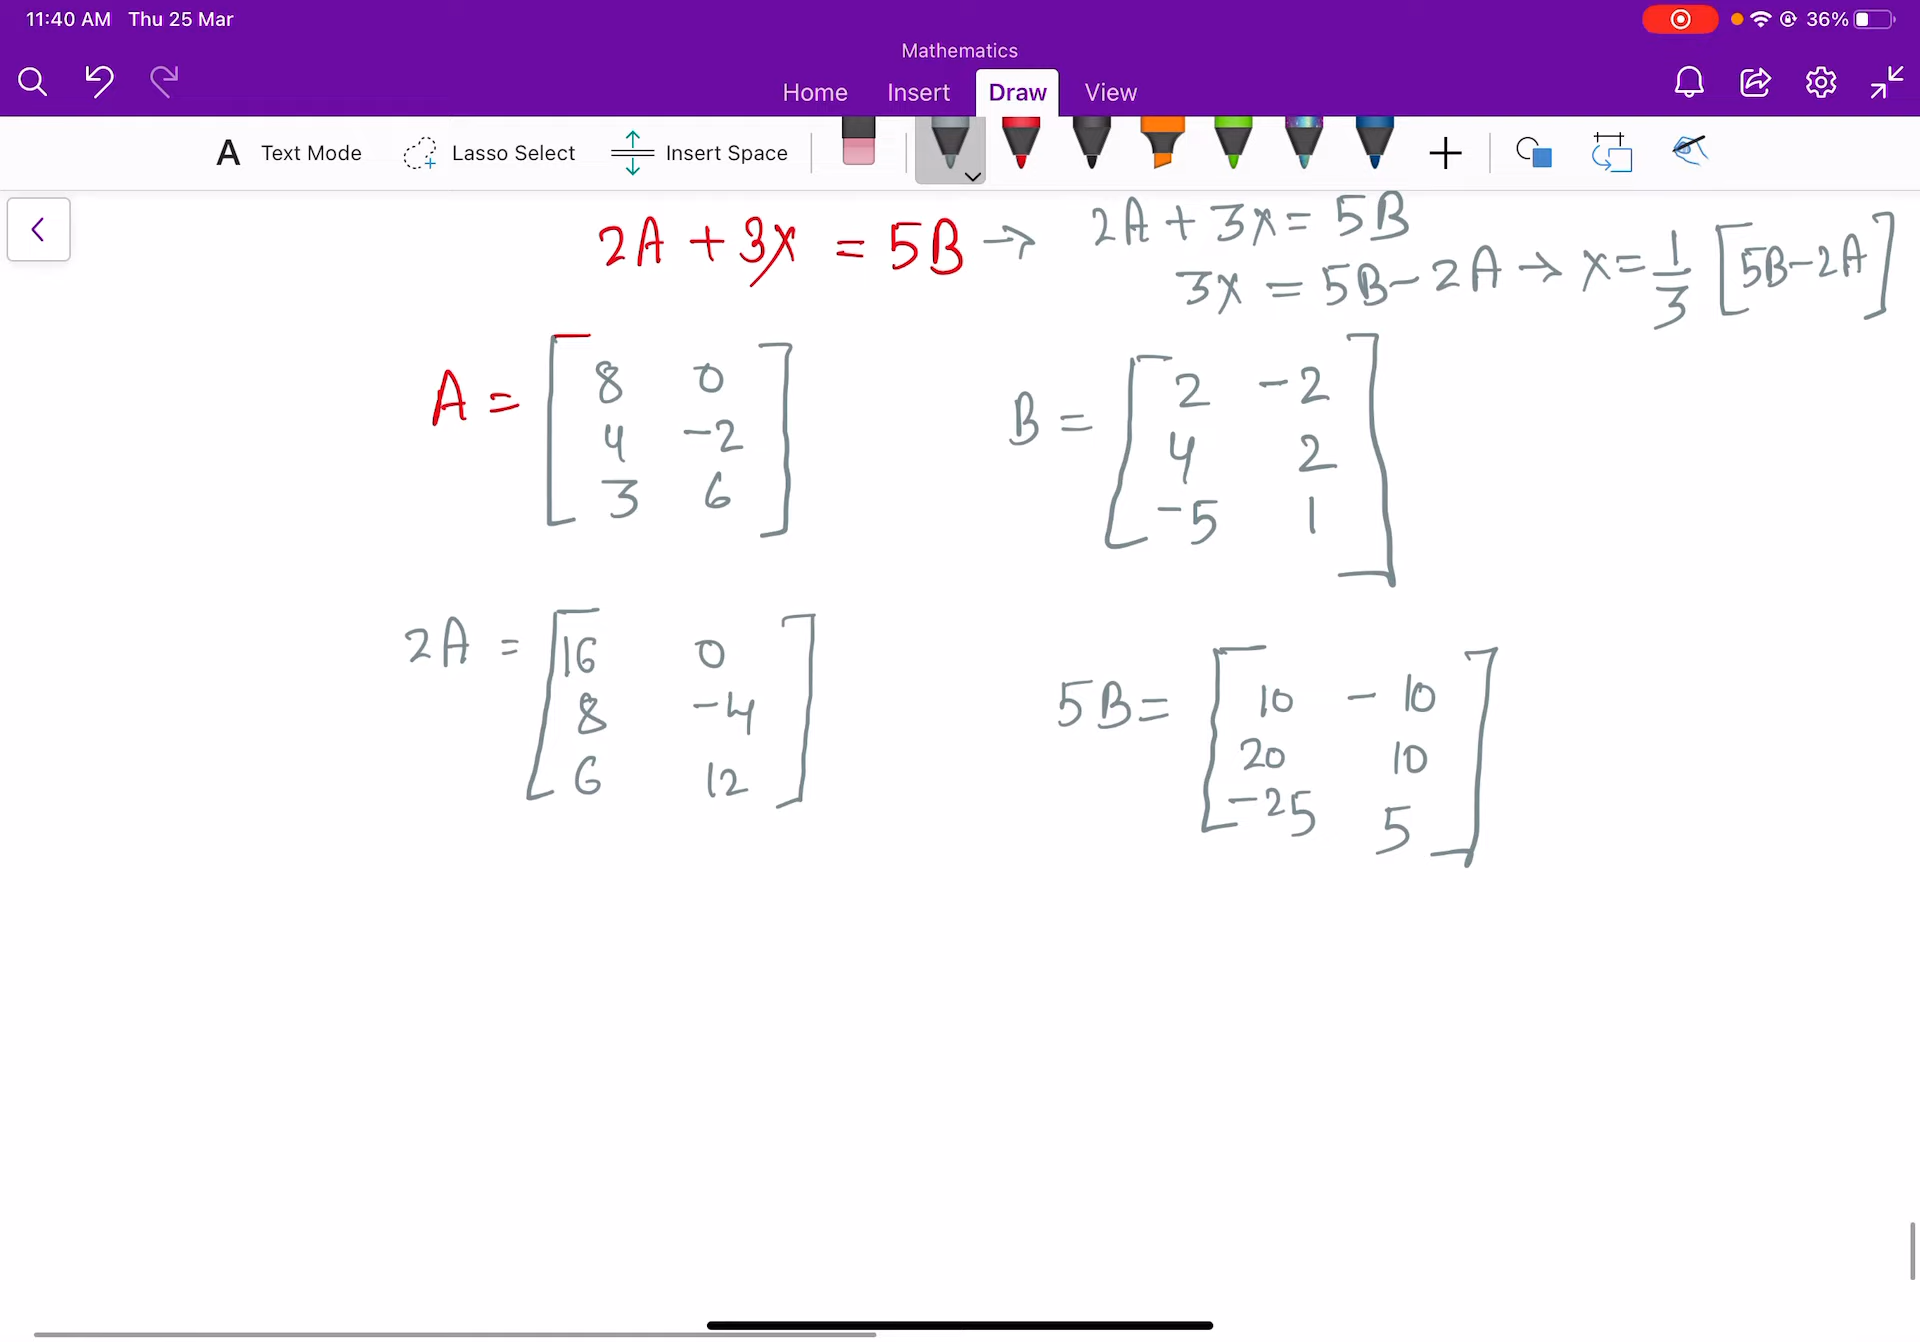 11:40 AM Thu 25 Mar
36%
Mathematics
Home Insert Draw View
A Text Mode Lasso Select Insert Space
2A + 3x = 5B → 2A + 3x = 5B
3x = 5B - 2A → x = 1/3 [5B-2A]
A = [
8 0
4 -2
3 6
]
B = [
2 -2
4 2
-5 1
]
2A = [
16 0
8 -4
6 12
]
5B = [
10 -10
20 10
-25 5
]